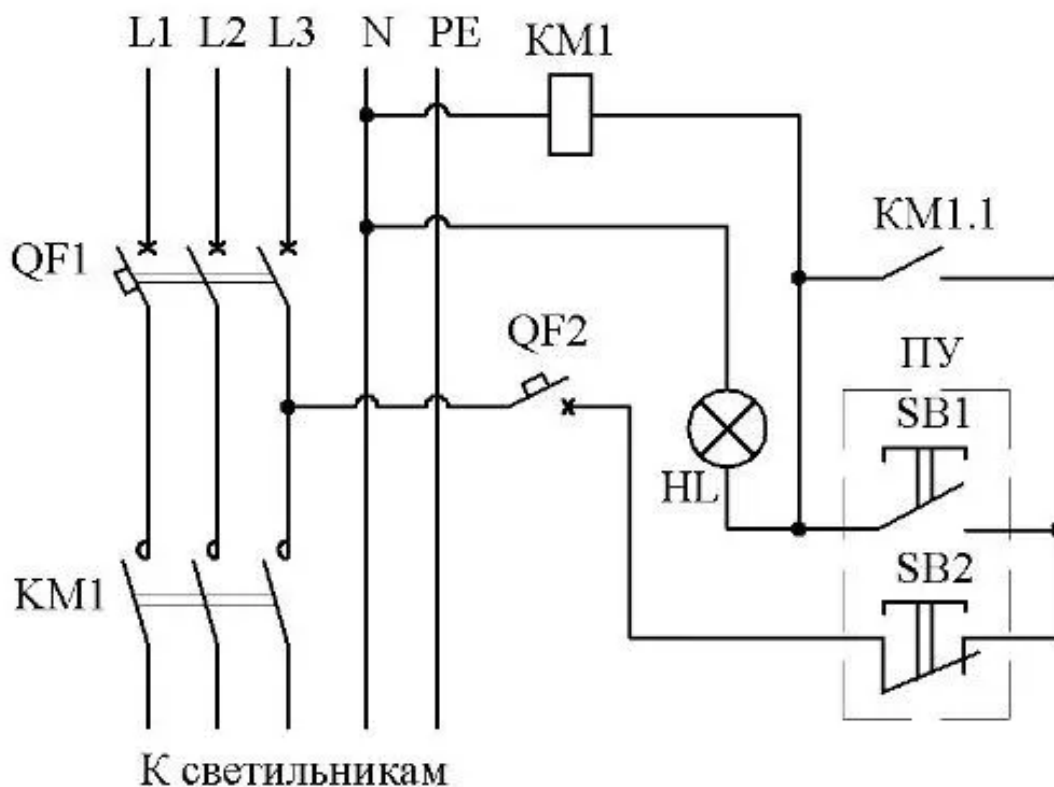 L1 L2 L3 N PE KM1
KM1.1
QF1
QF2
ПУ
SB1
HL
SB2
KM1
К светильникам